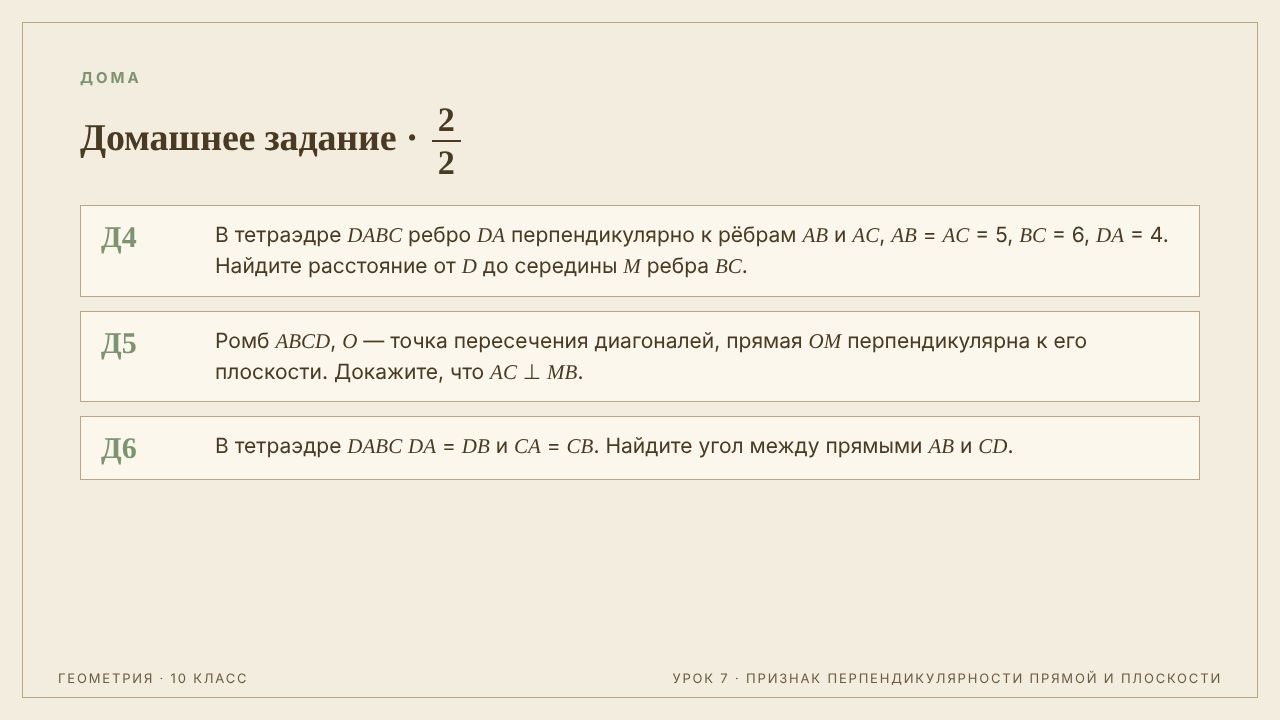 ДОМА
Домашнее задание · 2/2
Д4
В тетраэдре DABC ребро DA перпендикулярно к рёбрам AB и AC, AB = AC = 5, BC = 6, DA = 4.
Найдите расстояние от D до середины M ребра BC.
Д5
Ромб ABCD, O — точка пересечения диагоналей, прямая OM перпендикулярна к его
плоскости. Докажите, что AC ⊥ MB.
Д6
В тетраэдре DABC DA = DB и CA = CB. Найдите угол между прямыми AB и CD.
ГЕОМЕТРИЯ · 10 КЛАСС
УРОК 7 · ПРИЗНАК ПЕРПЕНДИКУЛЯРНОСТИ ПРЯМОЙ И ПЛОСКОСТИ